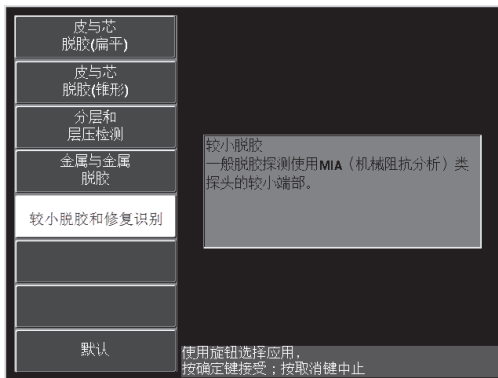 皮与芯
脱胶(扁平)
皮与芯
脱胶(锥形)
分层和
层压检测
金属与金属
脱胶
较小脱胶和修复识别
默认
较小脱胶
一般脱胶探测使用MIA（机械阻抗分析）类
探头的较小端部。
使用旋钮选择应用，
按确定键接受；按取消键中止